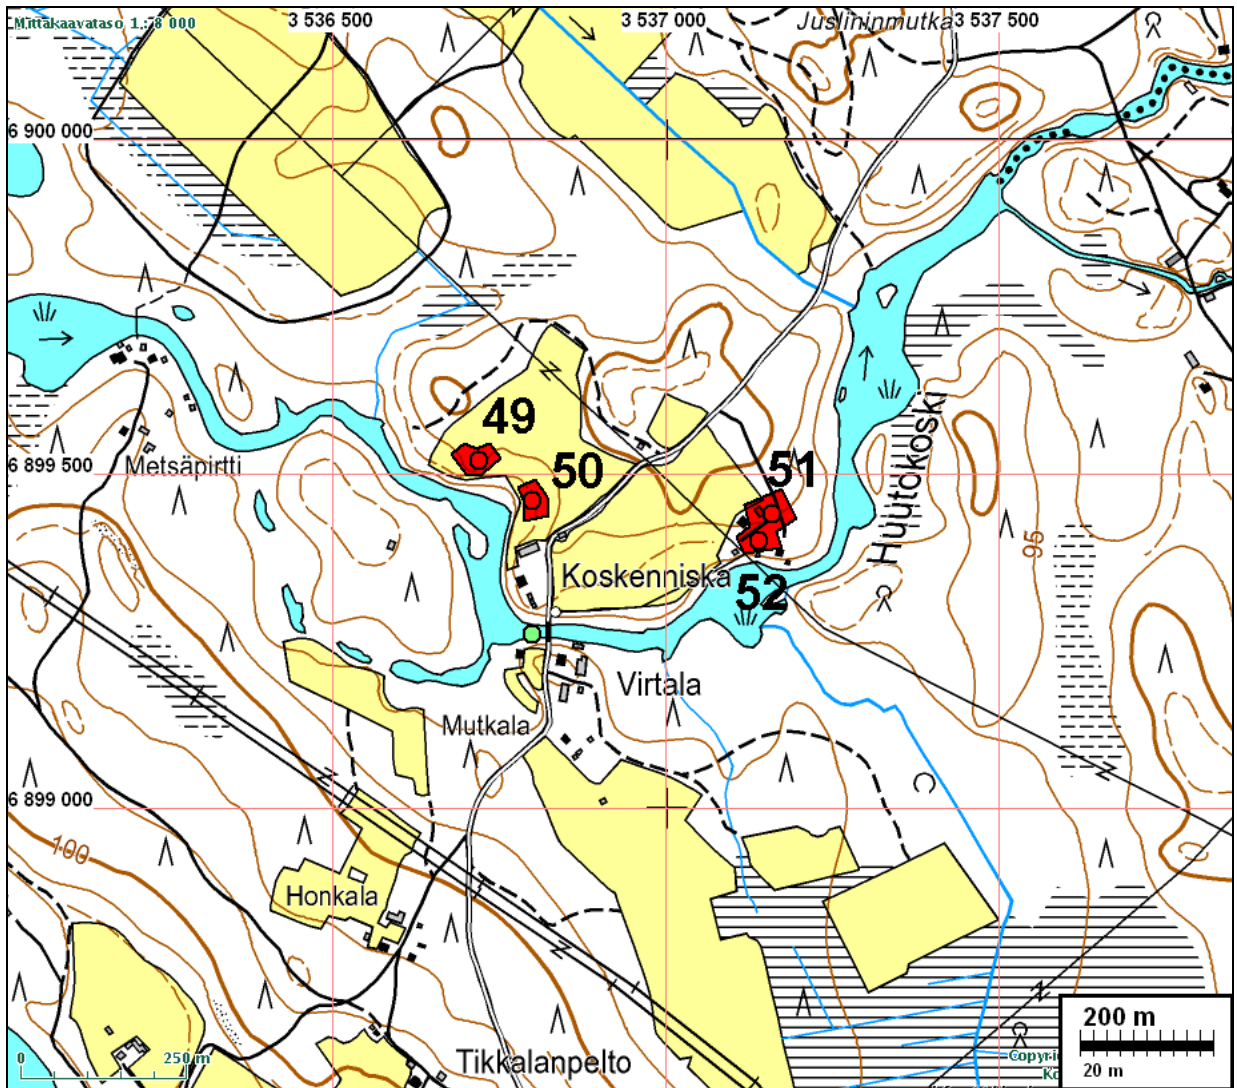 Mittakaavataso 1 : 8 000
3 536 500
3 537 000
Juslininmutka
3 537 500
6 900 000
49
Metsäpirtti
6 899 500
50
51
Huutokoski
95
Koskenniska
52
Virtala
Mutkala
6 899 000
100
Honkala
200 m
20 m
0
250 m
Tikkalanpelto